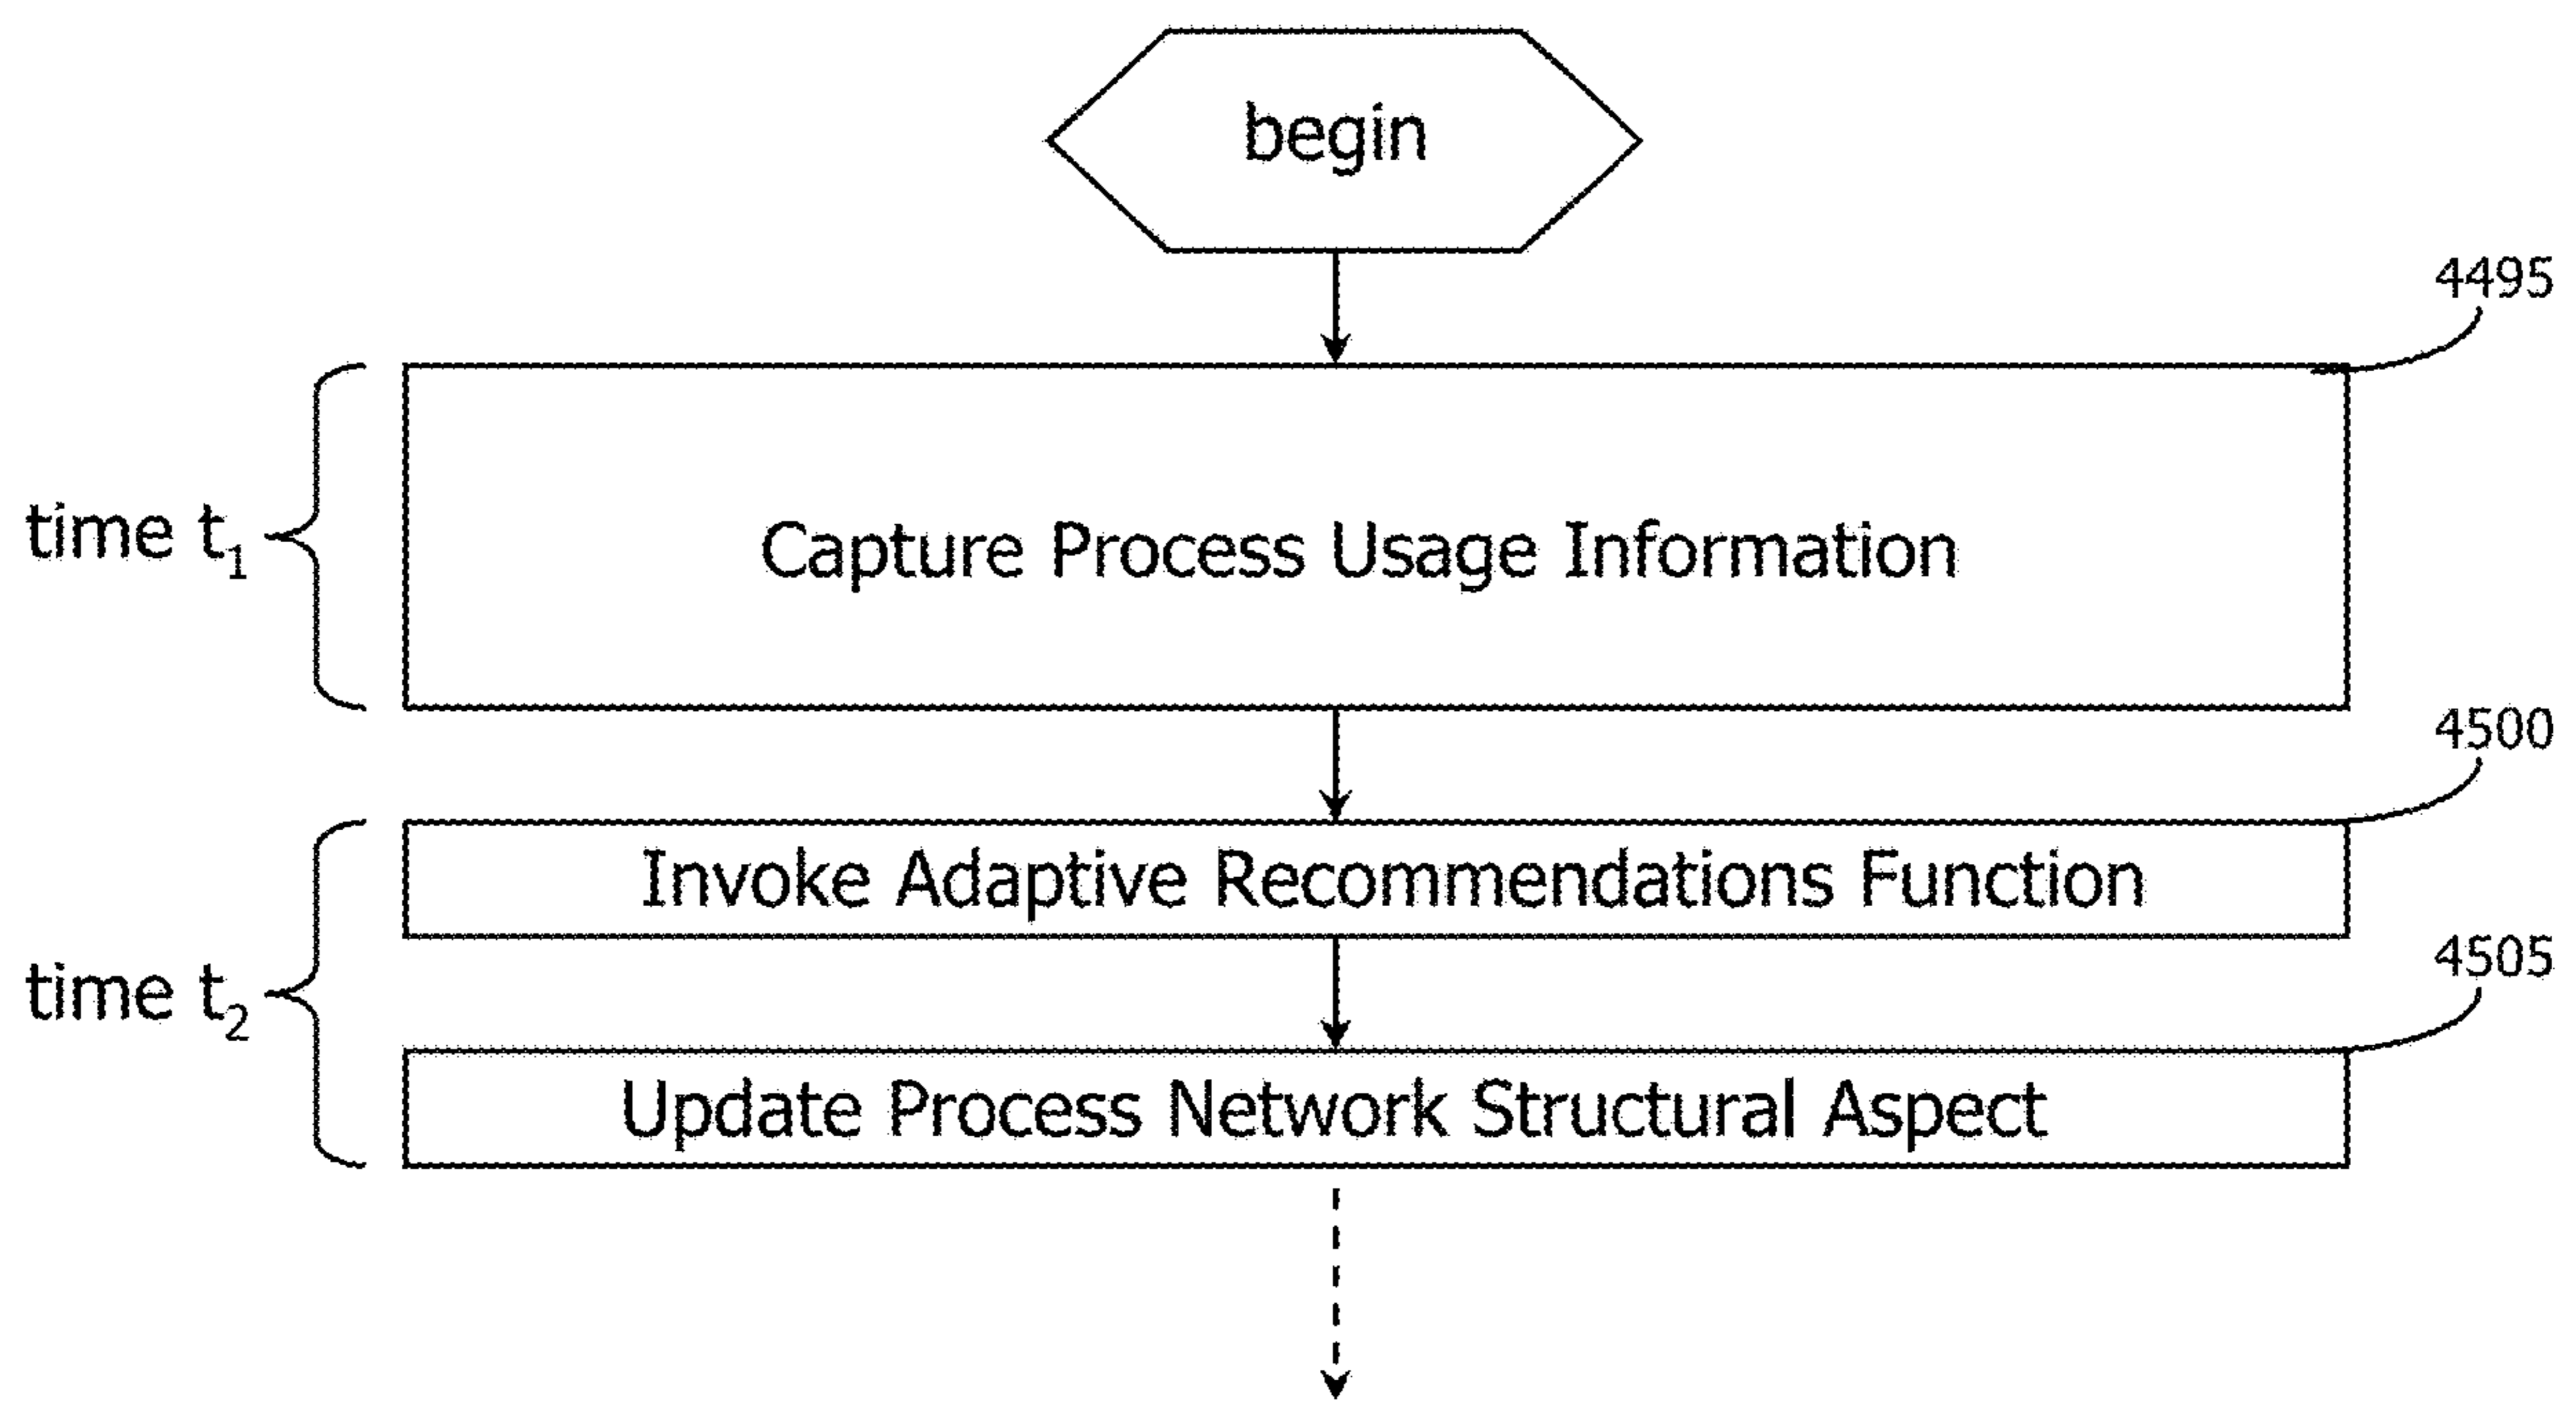 begin
4495
time t₁
Capture Process Usage Information
4500
Invoke Adaptive Recommendations Function
4505
time t₂
Update Process Network Structural Aspect